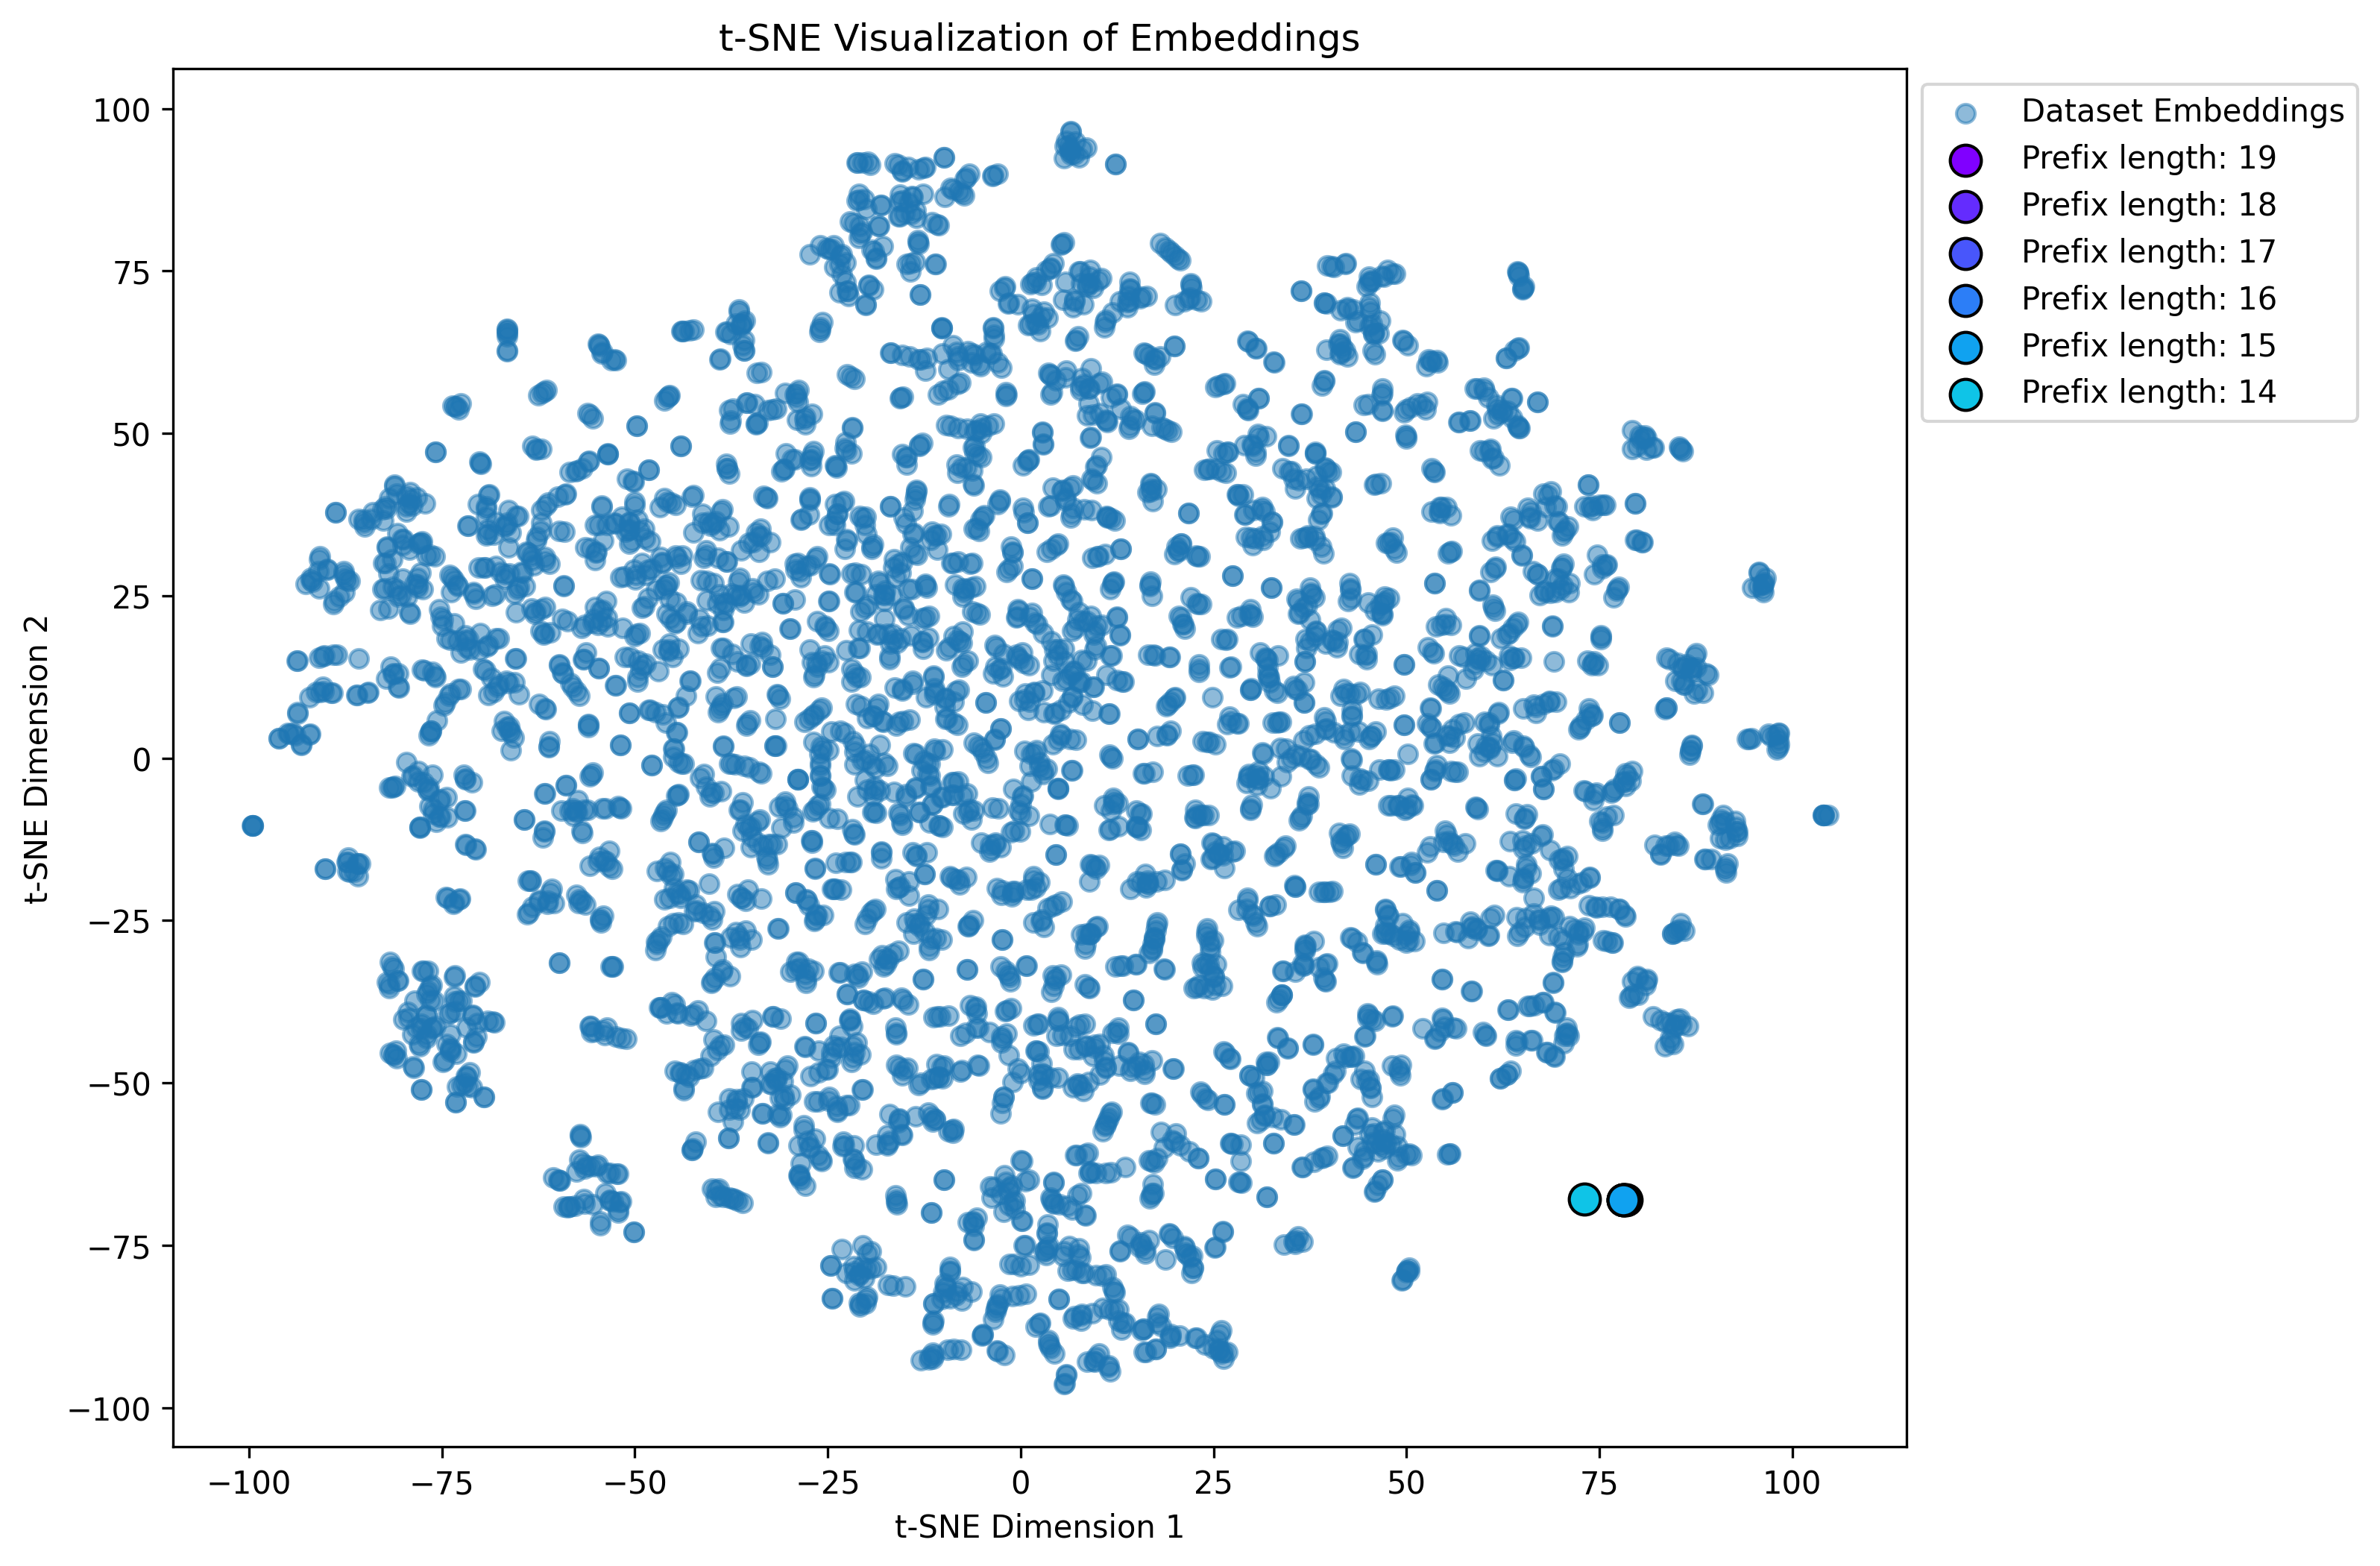 t-SNE Visualization of Embeddings
Dataset Embeddings
Prefix length: 19
Prefix length: 18
Prefix length: 17
Prefix length: 16
Prefix length: 15
Prefix length: 14
100
75
50
25
0
−25
−50
−75
−100
t-SNE Dimension 2
−100 −75 −50 −25 0 25 50 75 100
t-SNE Dimension 1